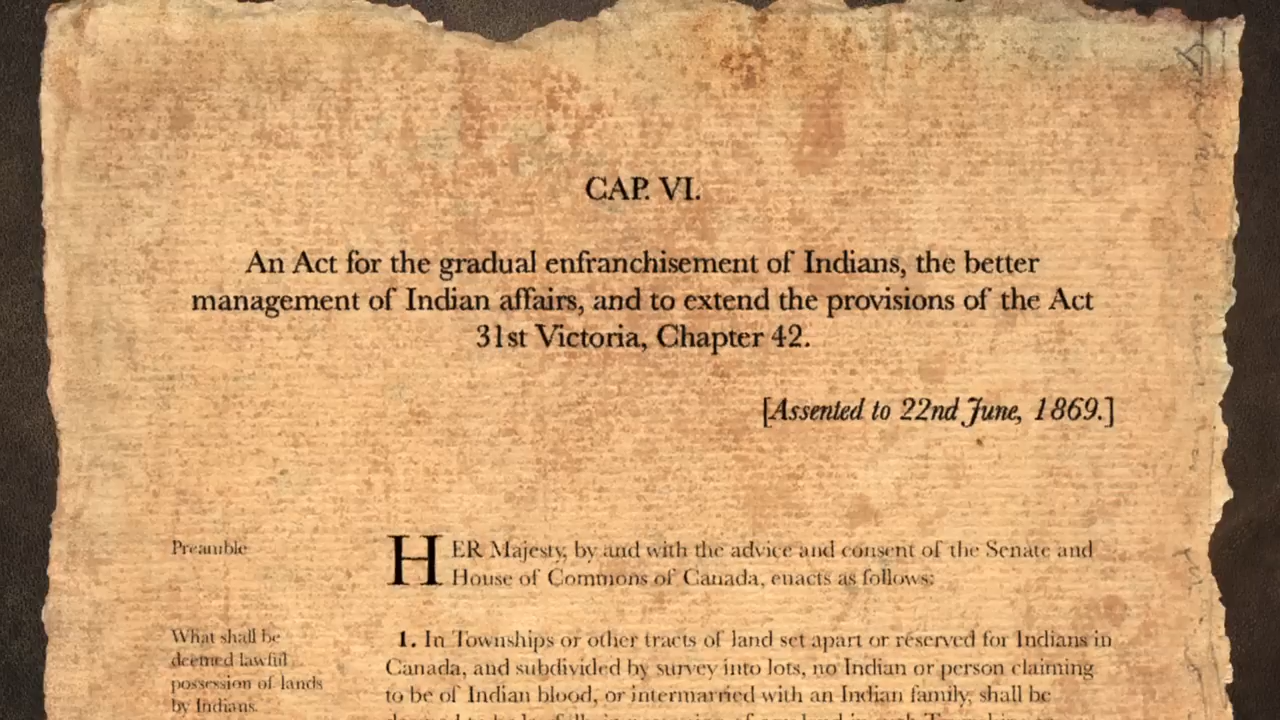 CAP. VI.
An Act for the gradual enfranchisement of Indians, the better
management of Indian affairs, and to extend the provisions of the Act
31st Victoria, Chapter 42.
[Assented to 22nd June, 1869.]
Preamble
HER Majesty, by and with the advice and consent of the Senate and
House of Commons of Canada, enacts as follows:
What shall be
deemed lawful
possession of lands
by Indians.
1. In Townships or other tracts of land set apart or reserved for Indians in
Canada, and subdivided by survey into lots, no Indian or person claiming
to be of Indian blood, or intermarried with an Indian family, shall be